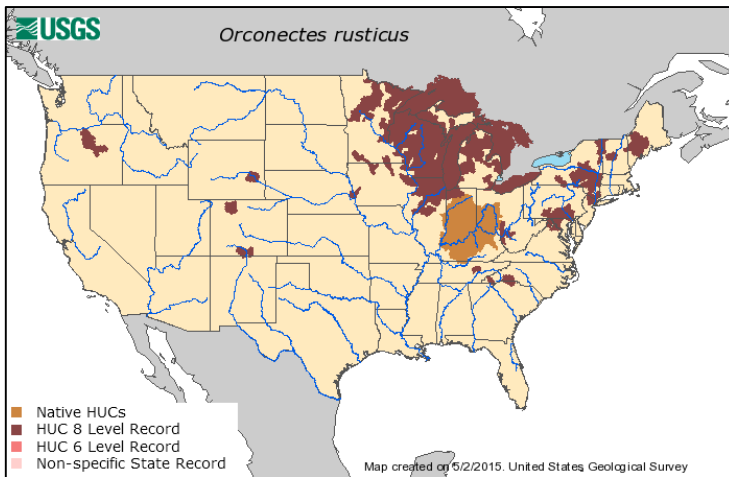 USGS
Orconectes rusticus
Native HUCs
HUC 8 Level Record
HUC 6 Level Record
Non-specific State Record
Map created on 5/2/2015. United States Geological Survey